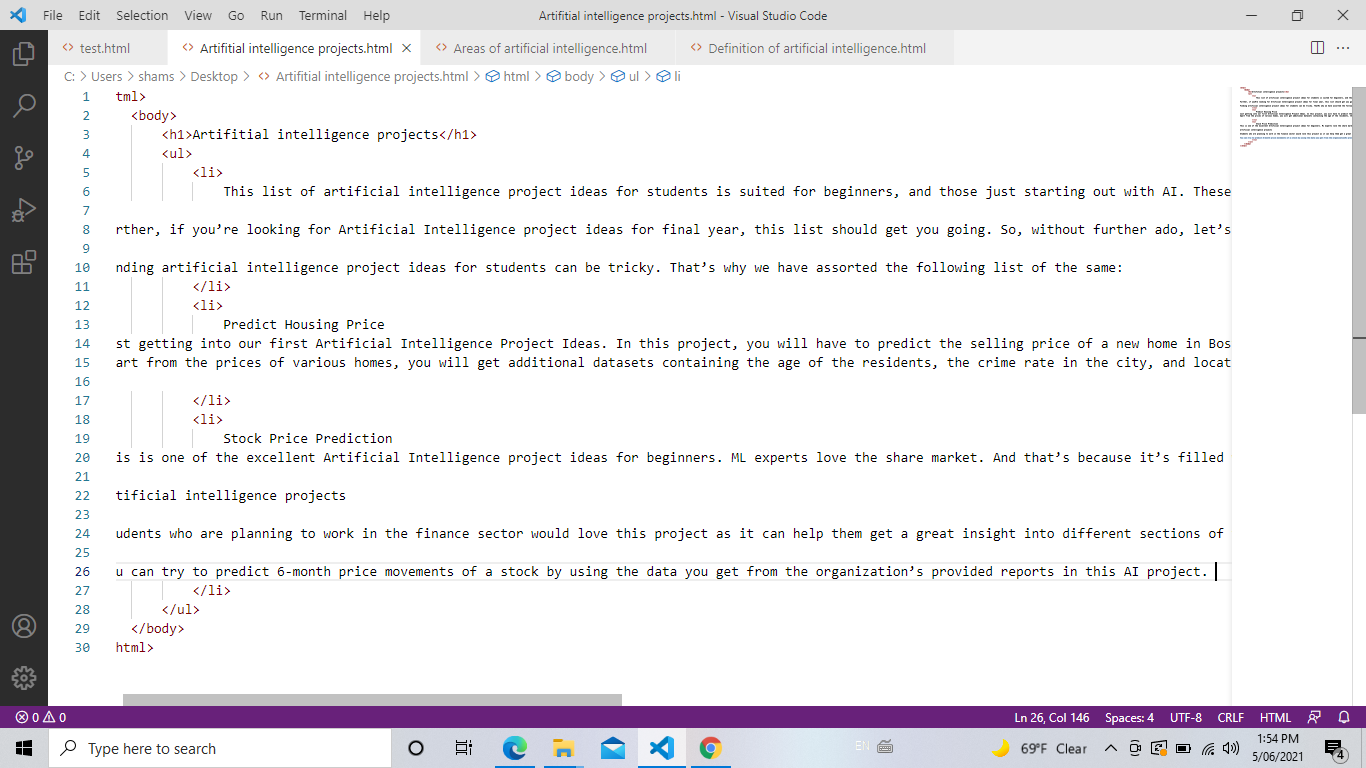 File Edit Selection View Go Run Terminal Help Artifitial intelligence projects.html - Visual Studio Code
test.html Artifitial intelligence projects.html Areas of artificial intelligence.html Definition of artificial intelligence.html
C: > Users > shams > Desktop > Artifitial intelligence projects.html > html > body > ul > li
1 tml>
2 <body>
3 <h1>Artifitial intelligence projects</h1>
4 <ul>
5 <li>
6 This list of artificial intelligence project ideas for students is suited for beginners, and those just starting out with AI. These
7
8 rther, if you’re looking for Artificial Intelligence project ideas for final year, this list should get you going. So, without further ado, let’s
9
10 nding artificial intelligence project ideas for students can be tricky. That’s why we have assorted the following list of the same:
11 </li>
12 <li>
13 Predict Housing Price
14 st getting into our first Artificial Intelligence Project Ideas. In this project, you will have to predict the selling price of a new home in Bos
15 art from the prices of various homes, you will get additional datasets containing the age of the residents, the crime rate in the city, and locat
16
17 </li>
18 <li>
19 Stock Price Prediction
20 is is one of the excellent Artificial Intelligence project ideas for beginners. ML experts love the share market. And that’s because it’s filled
21
22 tificial intelligence projects
23
24 udents who are planning to work in the finance sector would love this project as it can help them get a great insight into different sections of
25
26 u can try to predict 6-month price movements of a stock by using the data you get from the organization’s provided reports in this AI project.
27 </li>
28 </ul>
29 </body>
30 html>
0 0 Ln 26, Col 146 Spaces: 4 UTF-8 CRLF HTML
Type here to search EN 69°F Clear 1:54 PM
5/06/2021 4